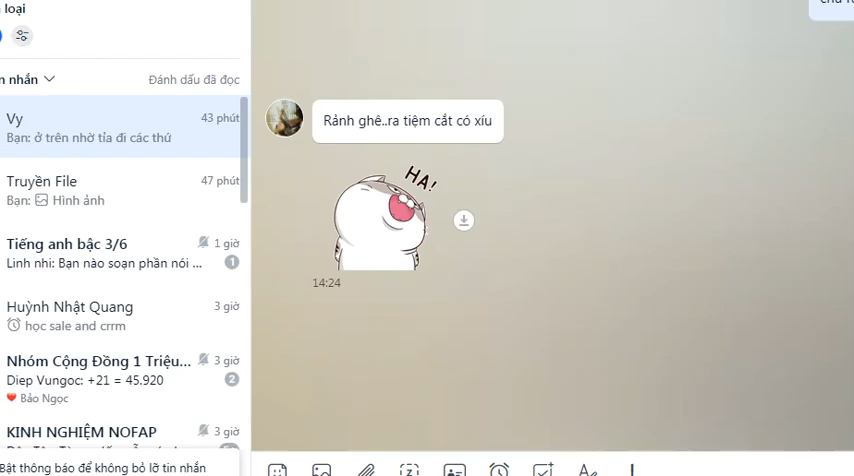 loại
n nhắn
Đánh dấu đã đọc
Vy
43 phút
Bạn: ở trên nhờ tỉa đi các thứ
Truyền File
47 phút
Bạn: Hình ảnh
Tiếng anh bậc 3/6
1 giờ
Linh nhi: Bạn nào soạn phần nói ...
1
Huỳnh Nhật Quang
3 giờ
học sale and crrm
Nhóm Cộng Đồng 1 Triệu...
3 giờ
Diep Vungoc: +21 = 45.920
2
Bảo Ngọc
KINH NGHIỆM NOFAP
3 giờ
Bật thông báo để không bỏ lỡ tin nhắn
Rảnh ghê..ra tiệm cắt có xíu
HA!
14:24